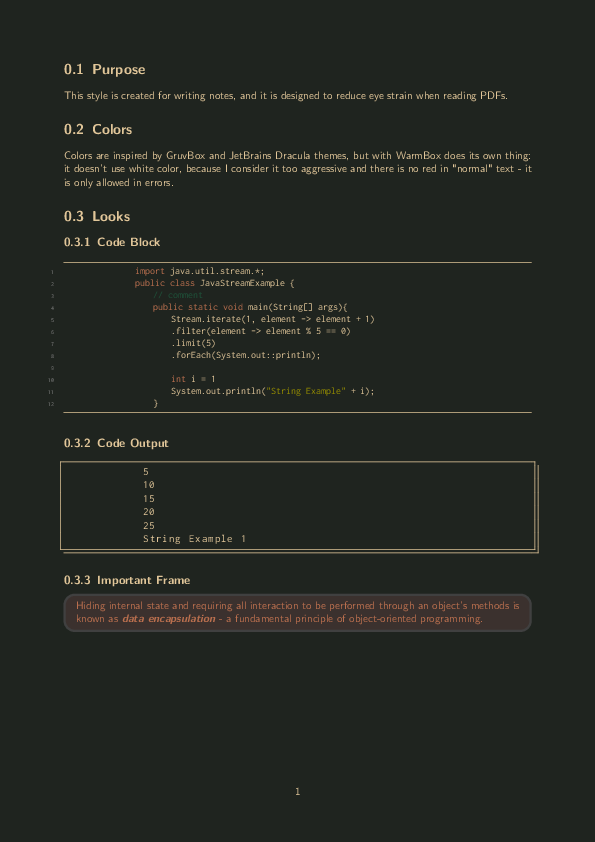 0.1 Purpose
This style is created for writing notes, and it is designed to reduce eye strain when reading PDFs.
0.2 Colors
Colors are inspired by GruvBox and JetBrains Dracula themes, but with WarmBox does its own thing:
it doesn't use white color, because I consider it too aggressive and there is no red in "normal" text - it
is only allowed in errors.
0.3 Looks
0.3.1 Code Block
1 import java.util.stream.*;
2 public class JavaStreamExample {
3 // comment
4 public static void main(String[] args){
5 Stream.iterate(1, element -> element + 1)
6 .filter(element -> element % 5 == 0)
7 .limit(5)
8 .forEach(System.out::println);
9
10 int i = 1
11 System.out.println("String Example" + i);
12 }
0.3.2 Code Output
5
10
15
20
25
String Example 1
0.3.3 Important Frame
Hiding internal state and requiring all interaction to be performed through an object's methods is
known as data encapsulation - a fundamental principle of object-oriented programming.
1